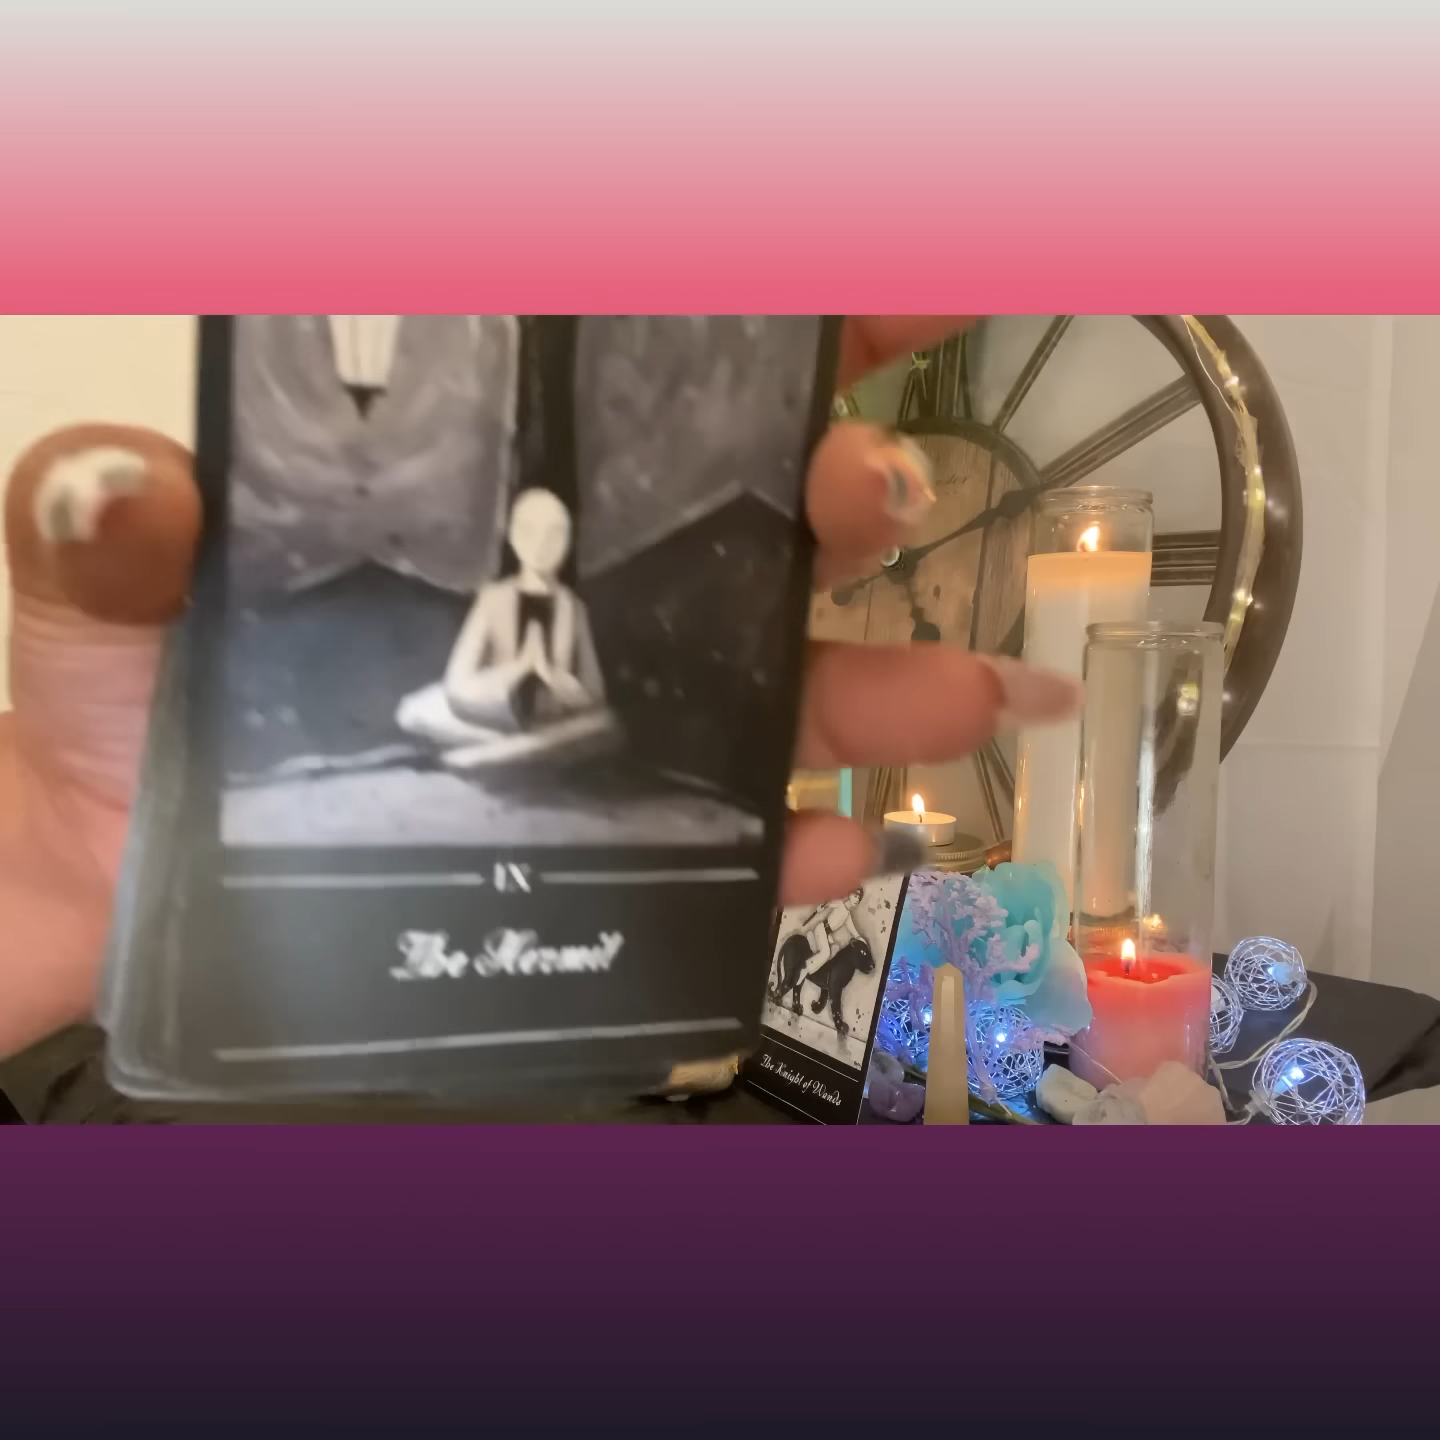 IX
The Hermit
The Knight of Wands